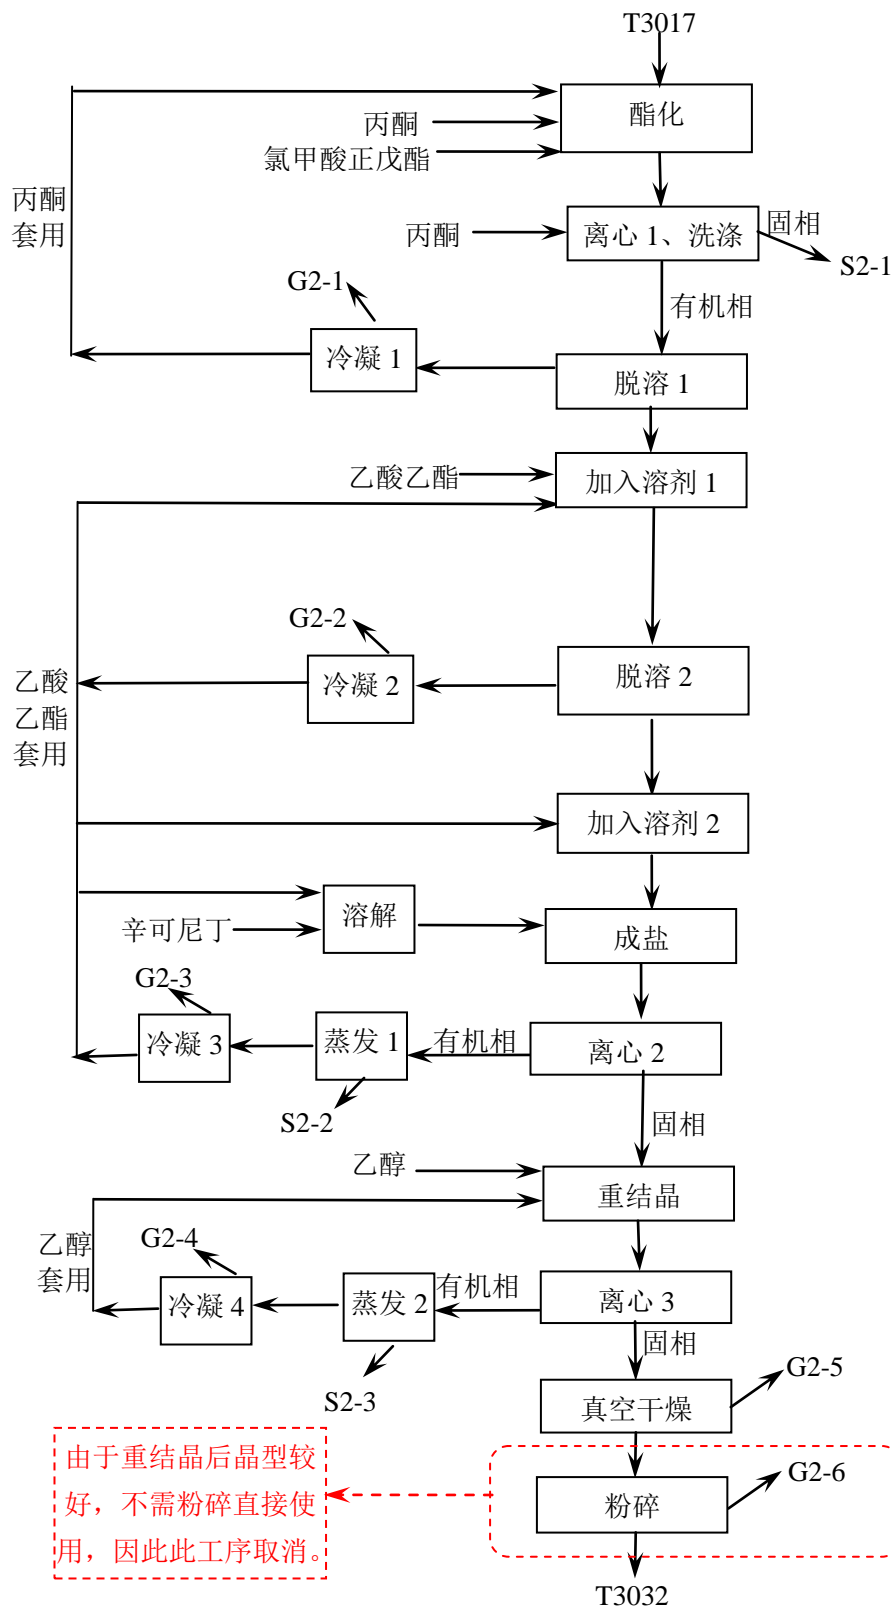 T3017
酯化
丙酮
氯甲酸正戊酯
丙酮
套用
丙酮
离心 1、洗涤
固相
S2-1
G2-1
有机相
冷凝 1
脱溶 1
乙酸乙酯
加入溶剂 1
G2-2
冷凝 2
脱溶 2
乙酸
乙酯
套用
加入溶剂 2
溶解
辛可尼丁
成盐
G2-3
冷凝 3
蒸发 1
有机相
离心 2
S2-2
固相
乙醇
重结晶
乙醇
套用
G2-4
冷凝 4
蒸发 2
有机相
离心 3
固相
S2-3
G2-5
真空干燥
由于重结晶后晶型较
好，不需粉碎直接使
用，因此此工序取消。
G2-6
粉碎
T3032